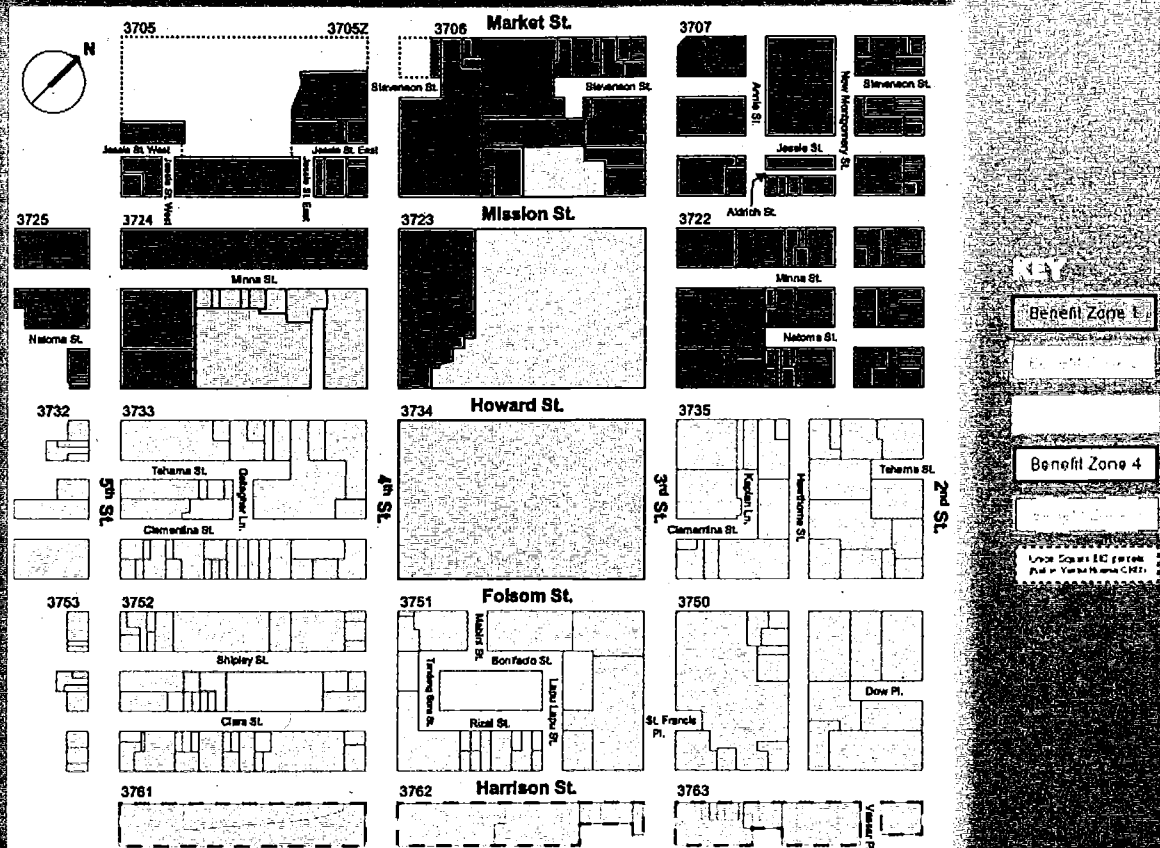 Market St.
3705
3705Z
3706
3707
N
Stevenson St.
Stevenson St.
Annie St.
New Montgomery St.
Stevenson St.
Jessie St. West
Jessie St. East
Jessie St. West
Jessie St. East
Jessie St.
Aldrich St.
Mission St.
3725
3724
3723
3722
Minna St.
Minna St.
Natoma St.
Natoma St.
Howard St.
3732
3733
3734
3735
Tehama St.
Gallagher Ln.
Kaplan Ln.
Hawthorne St.
Tehama St.
5th St.
4th St.
3rd St.
2nd St.
Clementina St.
Clementina St.
Folsom St.
3753
3752
3751
3750
Mabini St.
Shipley St.
Bonifacio St.
Tandang Sora St.
Lapu Lapu St.
Dow Pl.
Clara St.
Rizal St.
St. Francis
Pl.
Harrison St.
3761
3762
3763
Vassar P
KEY
Benefit Zone 1
Benefit Zone 4